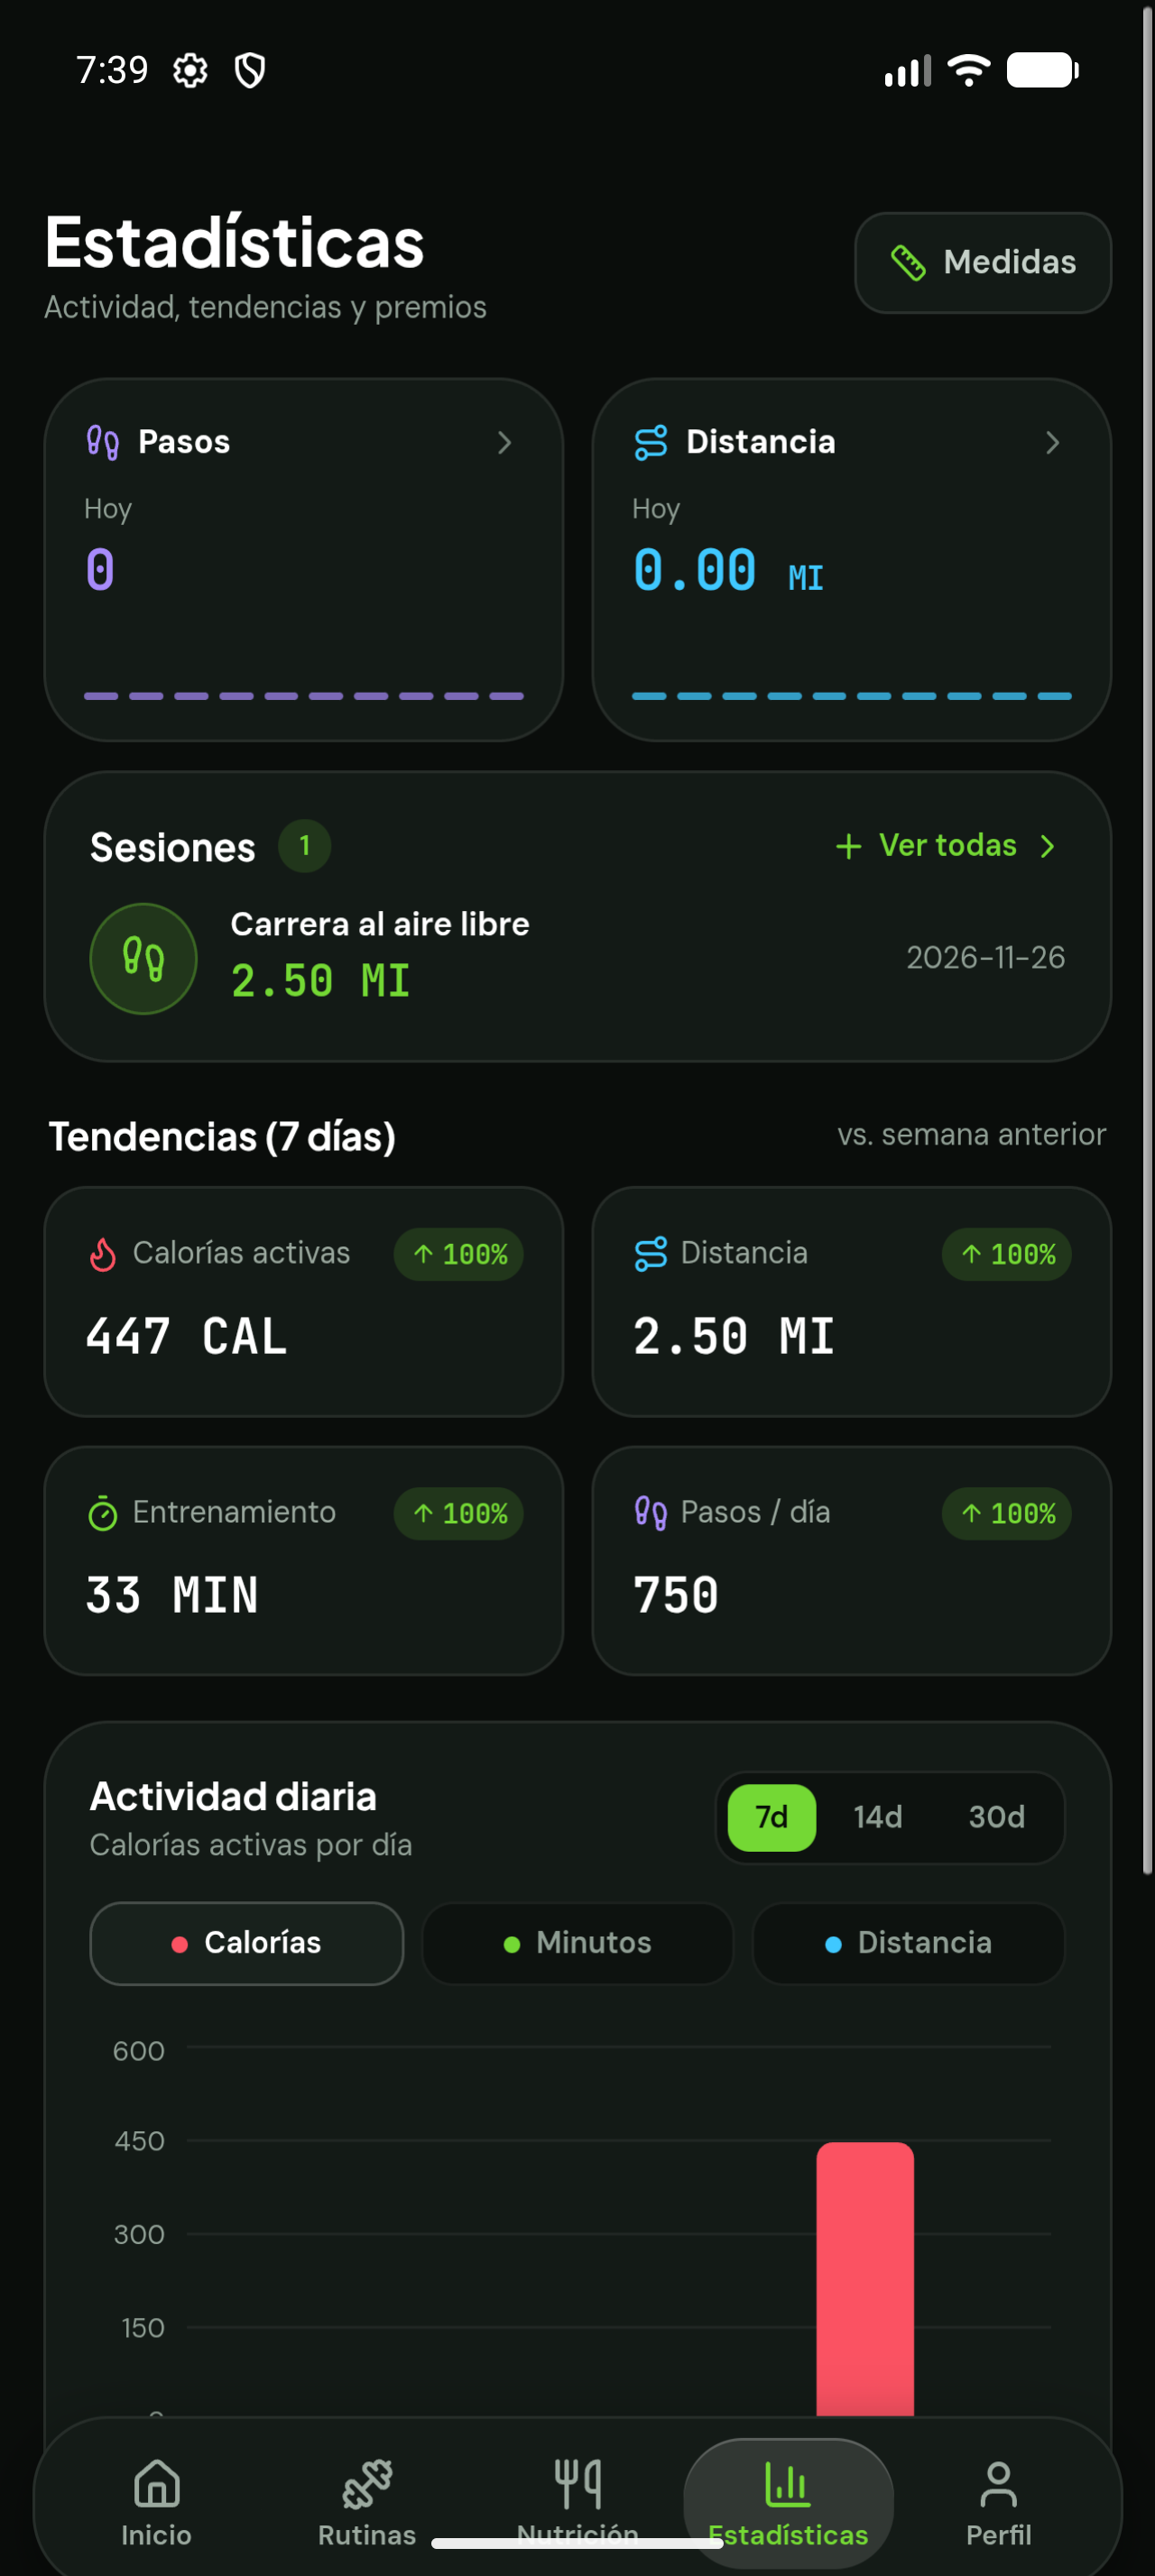 7:39
Estadísticas
Medidas
Actividad, tendencias y premios
Pasos
Distancia
Hoy
Hoy
0
0.00 MI
Sesiones 1
Ver todas
Carrera al aire libre
2.50 MI
2026-11-26
Tendencias (7 días)
vs. semana anterior
Calorías activas ↑ 100%
Distancia ↑ 100%
447 CAL
2.50 MI
Entrenamiento ↑ 100%
Pasos / día ↑ 100%
33 MIN
750
Actividad diaria
Calorías activas por día
7d 14d 30d
Calorías Minutos Distancia
600
450
300
150
Inicio Rutinas Nutrición Estadísticas Perfil